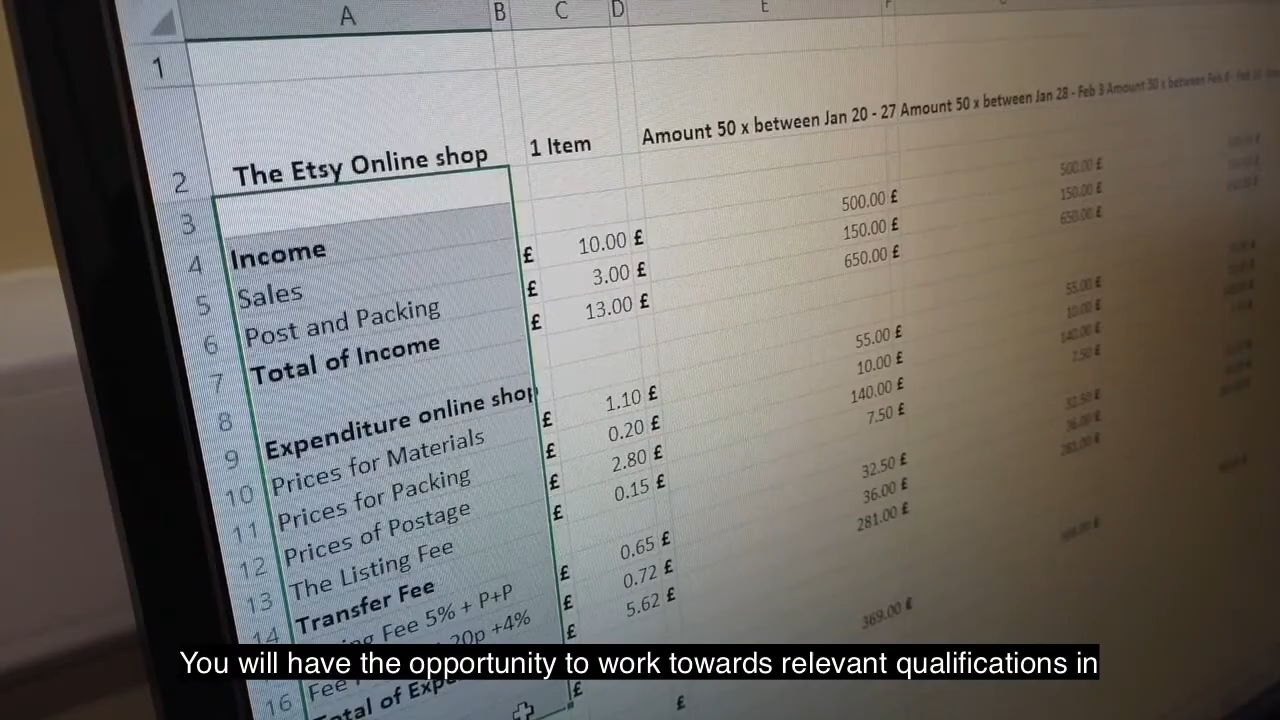 A B C D E
1
2 The Etsy Online shop 1 Item Amount 50 x between Jan 20 - 27 Amount 50 x between Jan 28 - Feb 3 Amount 30 x between
3
4 Income
5 Sales £ 10.00 £ 500.00 £ 500.00 £
6 Post and Packing £ 3.00 £ 150.00 £ 150.00 £
7 Total of Income £ 13.00 £ 650.00 £ 650.00 £
8
9 Expenditure online shop
10 Prices for Materials £ 1.10 £ 55.00 £ 55.00 £
11 Prices for Packing £ 0.20 £ 10.00 £ 10.00 £
12 Prices of Postage £ 2.80 £ 140.00 £ 140.00 £
13 The Listing Fee £ 0.15 £ 7.50 £ 7.50 £
14 Transfer Fee
Fee 5% + P+P £ 0.65 £ 32.50 £ 32.50 £
16 Fee 20p +4% £ 0.72 £ 36.00 £ 36.00 £
£ 5.62 £ 281.00 £ 281.00 £
£ £ 369.00 £
You will have the opportunity to work towards relevant qualifications in